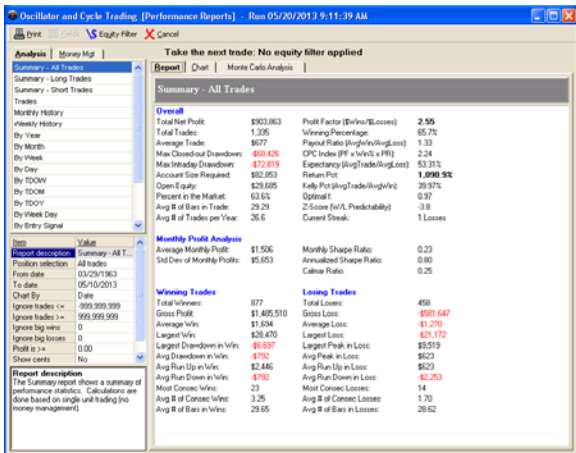 Oscillator and Cycle Trading [Performance Reports] - Run 05/20/2013 9:11:39 AM
Print Fields Equity Filter Cancel
Analysis Money Mgt Take the next trade: No equity filter applied
Summary - All Trades
Summary - Long Trades
Summary - Short Trades
Trades
Monthly History
Weekly History
By Year
By Month
By Week
By Day
By TDOW
By TDOM
By TDOY
By Week Day
By Entry Signal
Item Value
Report description Summary - All T...
Position selection All trades
From date 03/29/1963
To date 05/10/2013
Chart By Date
Ignore trades <= -999,999,999
Ignore trades >= 999,999,999
Ignore big wins 0
Ignore big losses 0
Profit is >= 0.00
Show cents No
Report description
The Summary report shows a summary of
performance statistics. Calculations are
done based on single unit trading (no
money management).
Report Chart Monte Carlo Analysis
Summary - All Trades
Overall
Total Net Profit: $903,863 Profit Factor ($Wins/$Losses): 2.55
Total Trades: 1,335 Winning Percentage: 65.7%
Average Trade: $677 Payout Ratio (AvgWin/AvgLoss): 1.33
Max Closed-out Drawdown: -$68,426 CPC Index (PF x Win% x PR): 2.24
Max Intraday Drawdown: -$72,819 Expectancy (AvgTrade/AvgLoss): 53.31%
Account Size Required: $82,853 Return Pct: 1,090.9%
Open Equity: $29,685 Kelly Pct (AvgTrade/AvgWin): 39.97%
Percent in the Market: 63.6% Optimal f: 0.97
Avg # of Bars in Trade: 29.29 Z-Score (W/L Predictability): -3.8
Avg # of Trades per Year: 26.6 Current Streak: 1 Losses
Monthly Profit Analysis
Average Monthly Profit: $1,506 Monthly Sharpe Ratio: 0.23
Std Dev of Monthly Profits: $5,653 Annualized Sharpe Ratio: 0.80
Calmar Ratio: 0.25
Winning Trades Losing Trades
Total Winners: 877 Total Losers: 458
Gross Profit: $1,485,510 Gross Loss: -$581,647
Average Win: $1,694 Average Loss: -$1,270
Largest Win: $28,470 Largest Loss: -$21,172
Largest Drawdown in Win: -$6,697 Largest Peak in Loss: $9,519
Avg Drawdown in Win: -$792 Avg Peak in Loss: $623
Avg Run Up in Win: $2,446 Avg Run Up in Loss: $623
Avg Run Down in Win: -$792 Avg Run Down in Loss: -$2,253
Most Consec Wins: 23 Most Consec Losses: 14
Avg # of Consec Wins: 3.25 Avg # of Consec Losses: 1.70
Avg # of Bars in Wins: 29.65 Avg # of Bars in Losses: 28.62